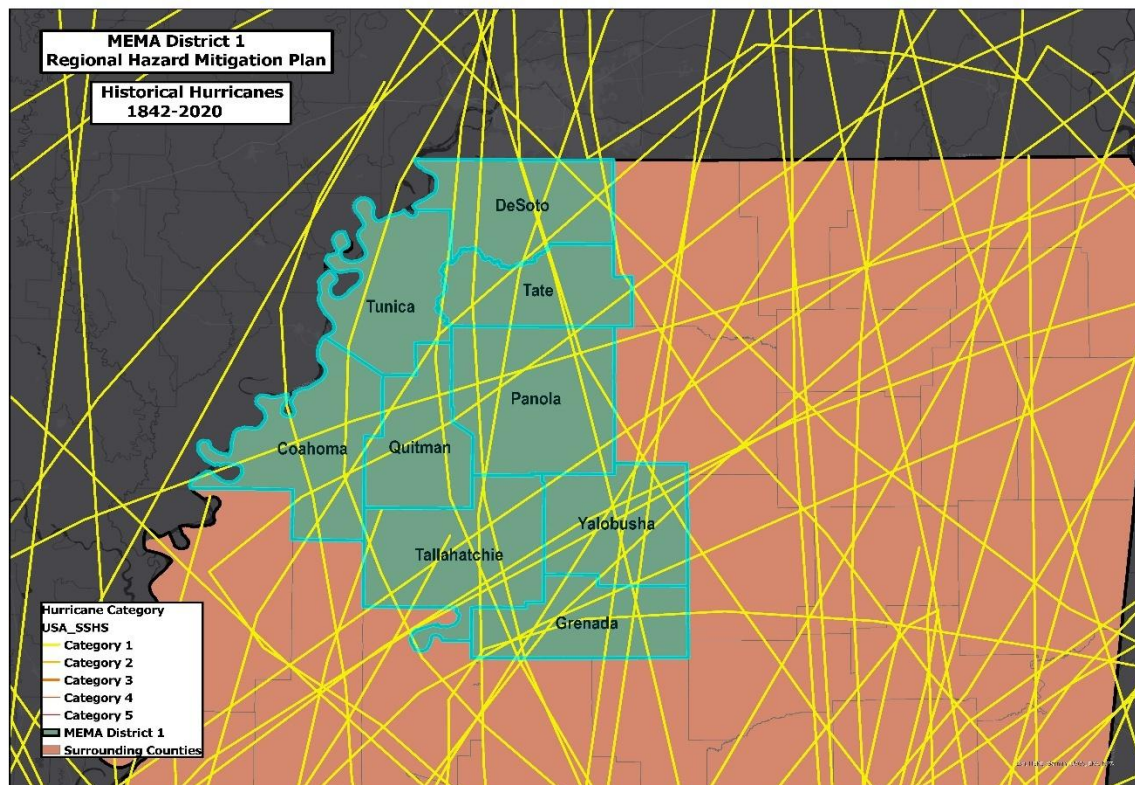 MEMA District 1
Regional Hazard Mitigation Plan
Historical Hurricanes
1842-2020
DeSoto
Tate
Tunica
Panola
Coahoma
Quitman
Yalobusha
Tallahatchie
Grenada
Hurricane Category
USA_SSHS
Category 1
Category 2
Category 3
Category 4
Category 5
MEMA District 1
Surrounding Counties